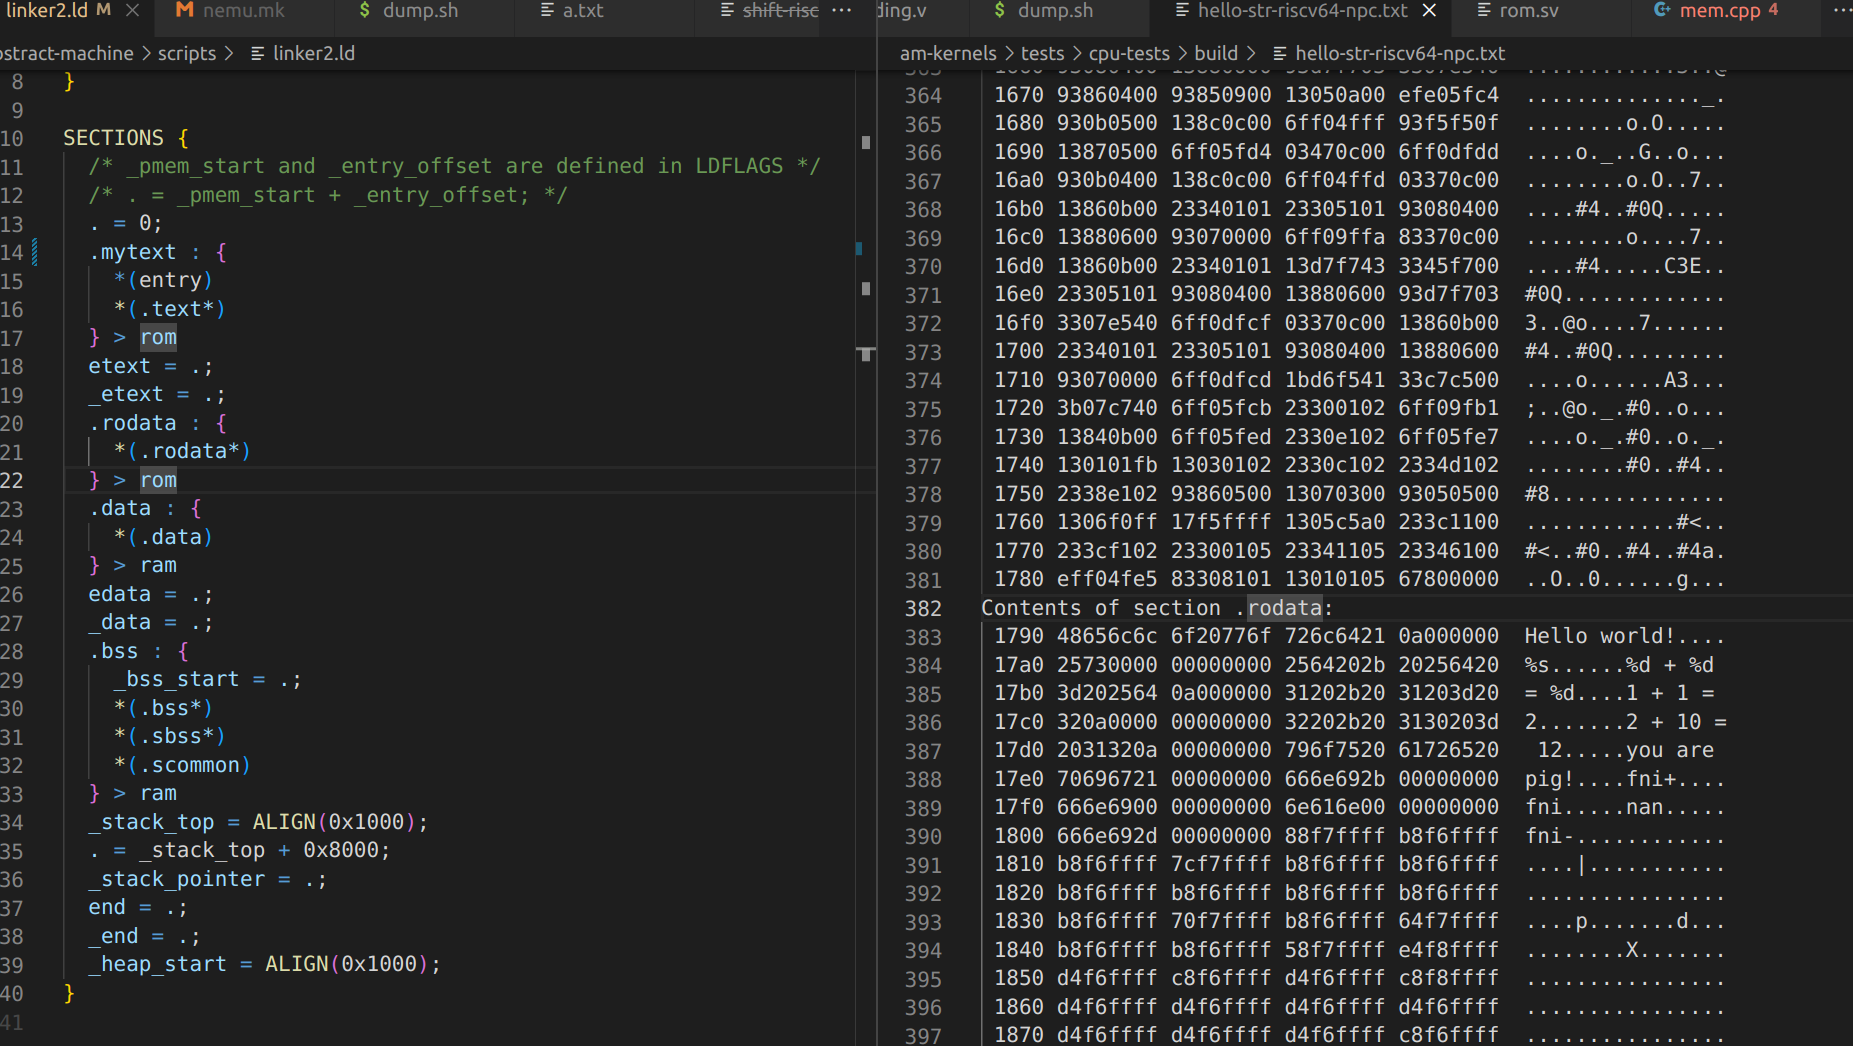 linker2.ld M
nemu.mk
$ dump.sh
a.txt
shift-risc
ding.v
$ dump.sh
hello-str-riscv64-npc.txt
rom.sv
mem.cpp 4
ostract-machine > scripts > linker2.ld
am-kernels > tests > cpu-tests > build > hello-str-riscv64-npc.txt
8 }
9
10 SECTIONS {
11 /* _pmem_start and _entry_offset are defined in LDFLAGS */
12 /* . = _pmem_start + _entry_offset; */
13 . = 0;
14 .mytext : {
15 *(entry)
16 *(.text*)
17 } > rom
18 etext = .;
19 _etext = .;
20 .rodata : {
21 *(.rodata*)
22 } > rom
23 .data : {
24 *(.data)
25 } > ram
26 edata = .;
27 _data = .;
28 .bss : {
29 _bss_start = .;
30 *(.bss*)
31 *(.sbss*)
32 *(.scommon)
33 } > ram
34 _stack_top = ALIGN(0x1000);
35 . = _stack_top + 0x8000;
36 _stack_pointer = .;
37 end = .;
38 _end = .;
39 _heap_start = ALIGN(0x1000);
40 }
41
364 1670 93860400 93850900 13050a00 efe05fc4 .............._.
365 1680 930b0500 138c0c00 6ff04fff 93f5f50f ........o.O.....
366 1690 13870500 6ff05fd4 03470c00 6ff0dfdd ....o._..G..o...
367 16a0 930b0400 138c0c00 6ff04ffd 03370c00 ........o.O..7..
368 16b0 13860b00 23340101 23305101 93080400 ....#4..#0Q.....
369 16c0 13880600 93070000 6ff09ffa 83370c00 ........o....7..
370 16d0 13860b00 23340101 13d7f743 3345f700 ....#4.....C3E..
371 16e0 23305101 93080400 13880600 93d7f703 #0Q.............
372 16f0 3307e540 6ff0dfcf 03370c00 13860b00 3..@o....7......
373 1700 23340101 23305101 93080400 13880600 #4..#0Q.........
374 1710 93070000 6ff0dfcd 1bd6f541 33c7c500 ....o......A3...
375 1720 3b07c740 6ff05fcb 23300102 6ff09fb1 ;..@o._.#0..o...
376 1730 13840b00 6ff05fed 2330e102 6ff05fe7 ....o._.#0..o._.
377 1740 130101fb 13030102 2330c102 2334d102 ........#0..#4..
378 1750 2338e102 93860500 13070300 93050500 #8..............
379 1760 1306f0ff 17f5ffff 1305c5a0 233c1100 ............#<..
380 1770 233cf102 23300105 23341105 23346100 #<..#0..#4..#4a.
381 1780 eff04fe5 83308101 13010105 67800000 ..O..0......g...
382 Contents of section .rodata:
383 1790 48656c6c 6f20776f 726c6421 0a000000 Hello world!....
384 17a0 25730000 00000000 2564202b 20256420 %s......%d + %d
385 17b0 3d202564 0a000000 31202b20 31203d20 = %d....1 + 1 =
386 17c0 320a0000 00000000 32202b20 3130203d 2.......2 + 10 =
387 17d0 2031320a 00000000 796f7520 61726520 12.....you are
388 17e0 70696721 00000000 666e692b 00000000 pig!....fni+....
389 17f0 666e6900 00000000 6e616e00 00000000 fni.....nan.....
390 1800 666e692d 00000000 88f7ffff b8f6ffff fni-............
391 1810 b8f6ffff 7cf7ffff b8f6ffff b8f6ffff ....|...........
392 1820 b8f6ffff b8f6ffff b8f6ffff b8f6ffff ................
393 1830 b8f6ffff 70f7ffff b8f6ffff 64f7ffff ....p.......d...
394 1840 b8f6ffff b8f6ffff 58f7ffff e4f8ffff ........X.......
395 1850 d4f6ffff c8f6ffff d4f6ffff c8f8ffff ................
396 1860 d4f6ffff d4f6ffff d4f6ffff d4f6ffff ................
397 1870 d4f6ffff d4f6ffff d4f6ffff c8f6ffff ................